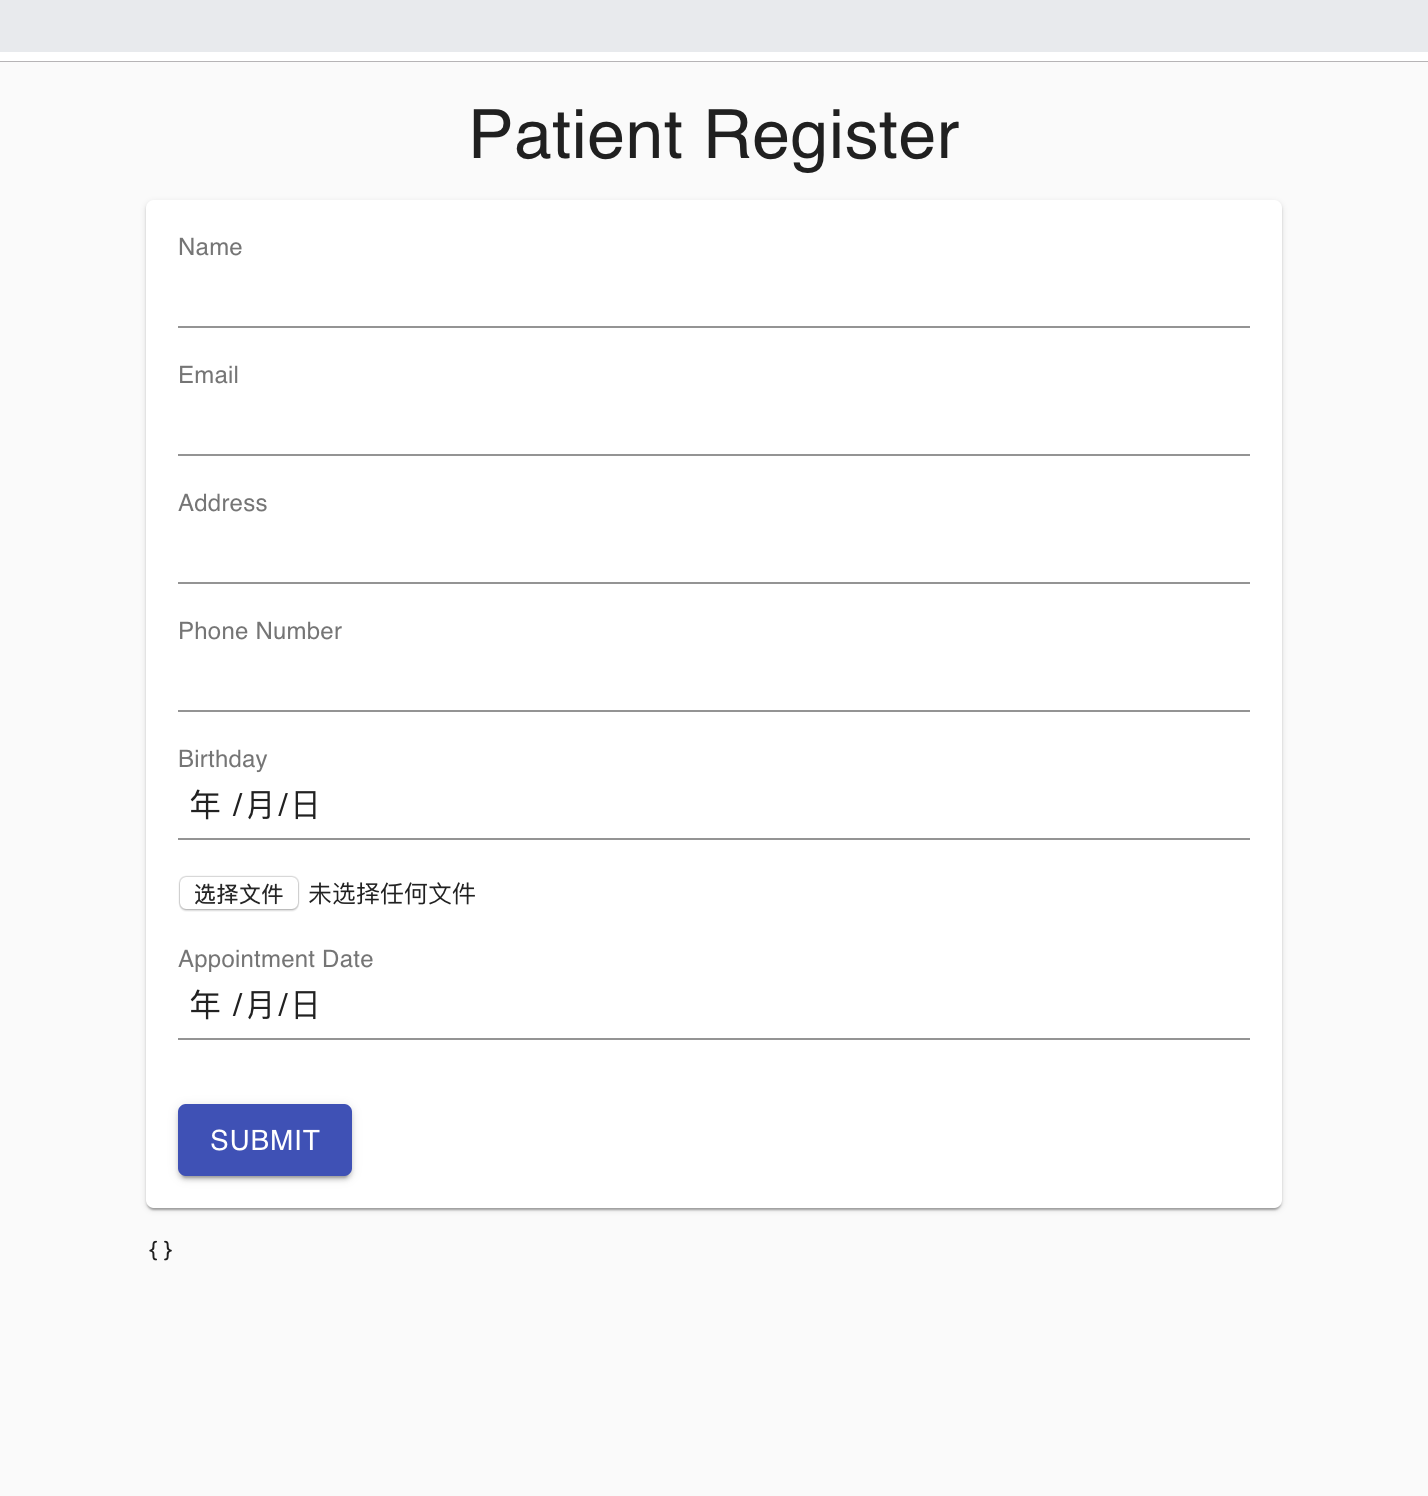 Patient Register
Name
Email
Address
Phone Number
Birthday
年 /月/日
选择文件 未选择任何文件
Appointment Date
年 /月/日
SUBMIT
{}